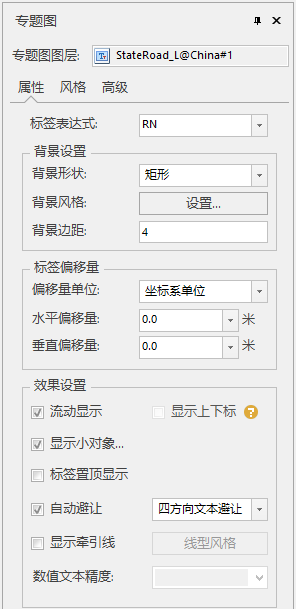 专题图
专题图图层: StateRoad_L@China#1
属性 风格 高级
标签表达式: RN
背景设置
背景形状: 矩形
背景风格: 设置...
背景边距: 4
标签偏移量
偏移量单位: 坐标系单位
水平偏移量: 0.0 米
垂直偏移量: 0.0 米
效果设置
流动显示 显示上下标 ?
显示小对象...
标签置顶显示
自动避让 四方向文本避让
显示牵引线 线型风格
数值文本精度: